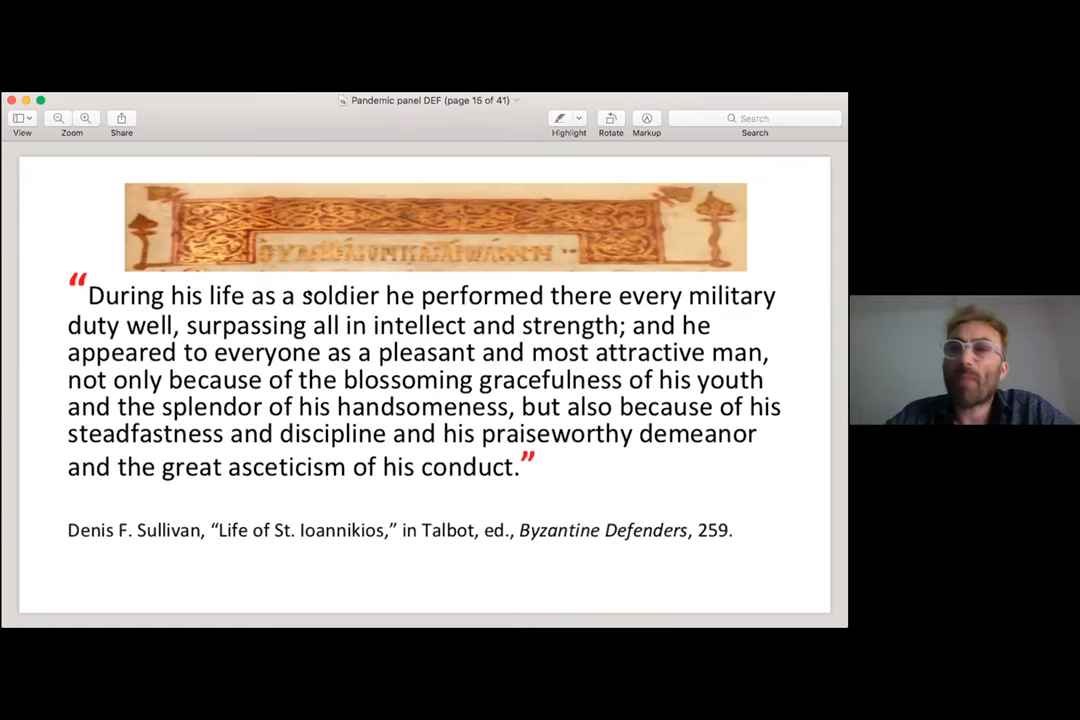 Pandemic panel DEF (page 15 of 41)
View
Zoom
Share
Highlight
Rotate
Markup
Search
Search
“During his life as a soldier he performed there every military
duty well, surpassing all in intellect and strength; and he
appeared to everyone as a pleasant and most attractive man,
not only because of the blossoming gracefulness of his youth
and the splendor of his handsomeness, but also because of his
steadfastness and discipline and his praiseworthy demeanor
and the great asceticism of his conduct.”
Denis F. Sullivan, “Life of St. Ioannikios,” in Talbot, ed., Byzantine Defenders, 259.